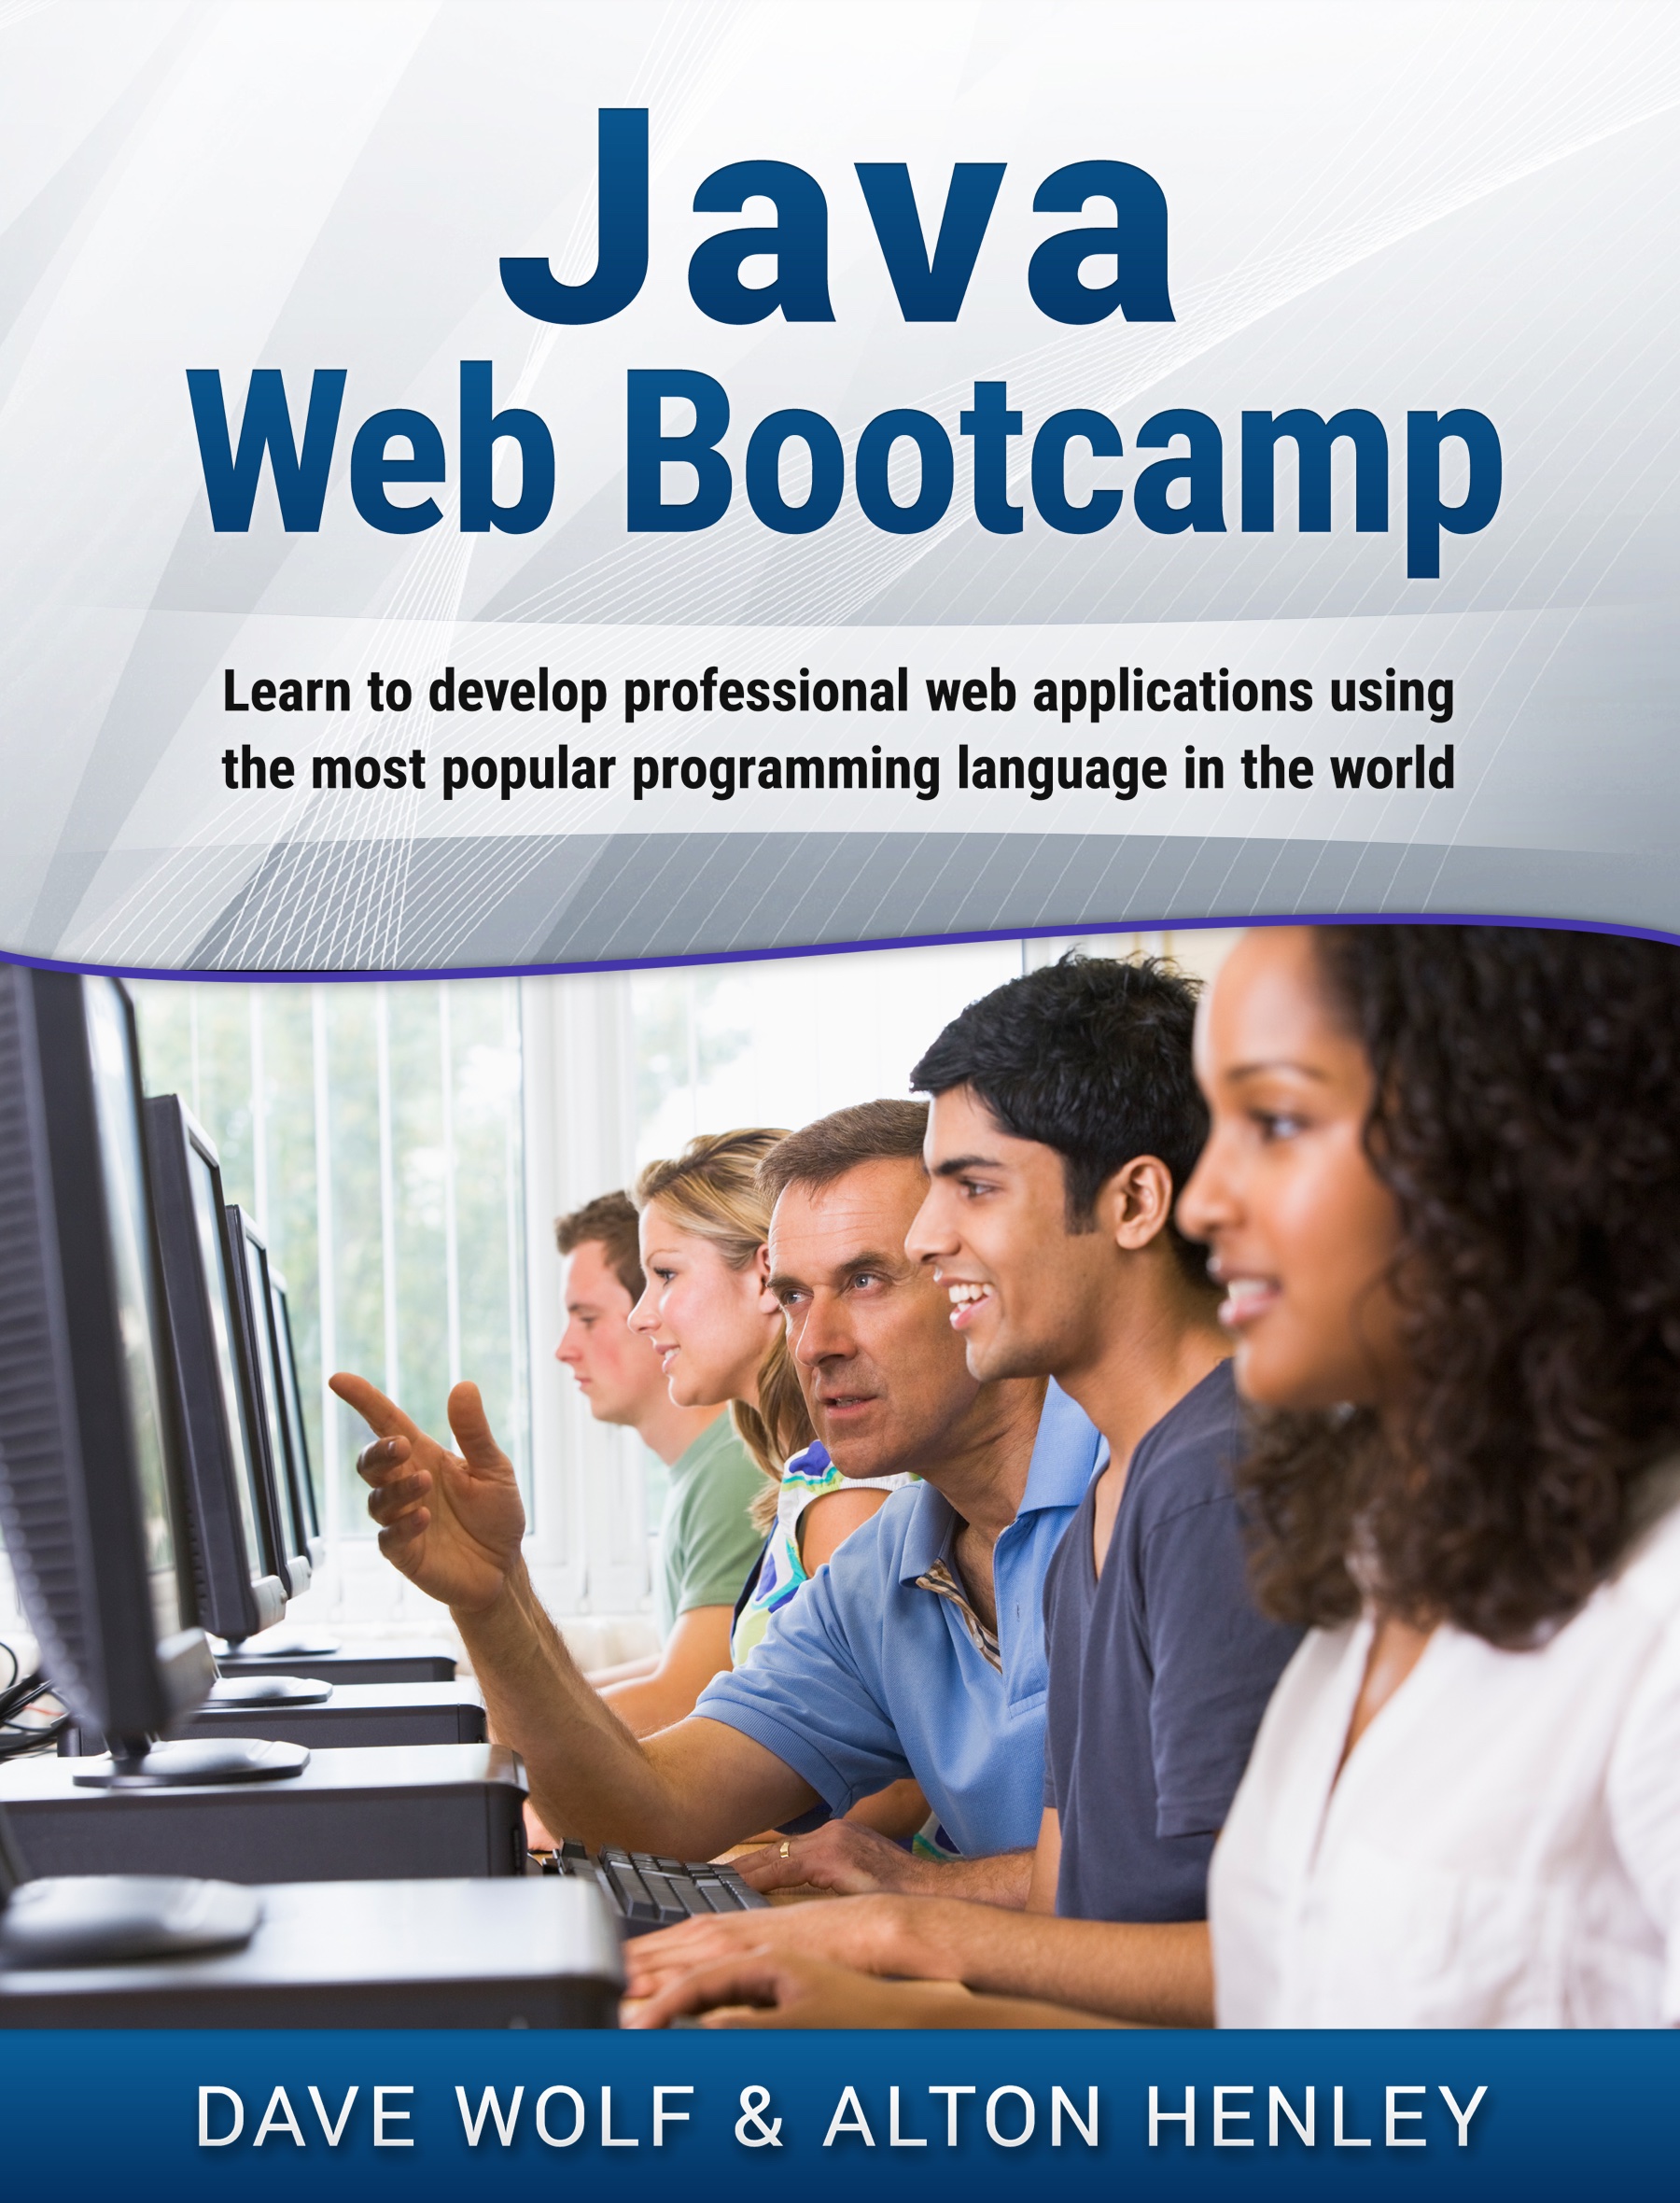 Java
Web Bootcamp
Learn to develop professional web applications using
the most popular programming language in the world
DAVE WOLF & ALTON HENLEY